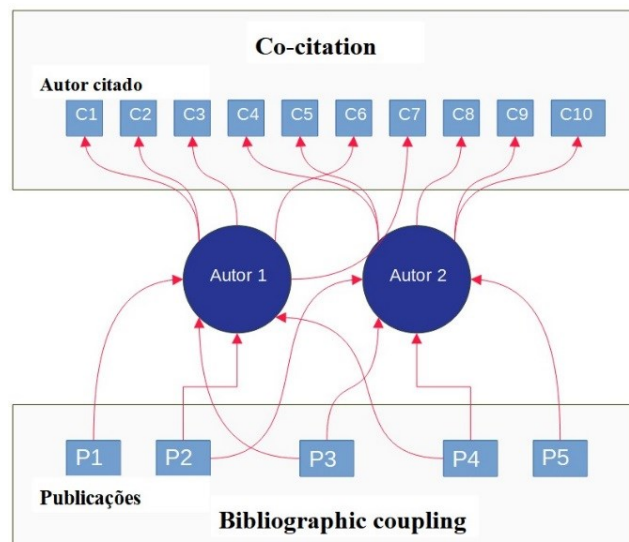 Co-citation
Autor citado
C1 C2 C3 C4 C5 C6 C7 C8 C9 C10
Autor 1 Autor 2
P1 P2 P3 P4 P5
Publicações
Bibliographic coupling